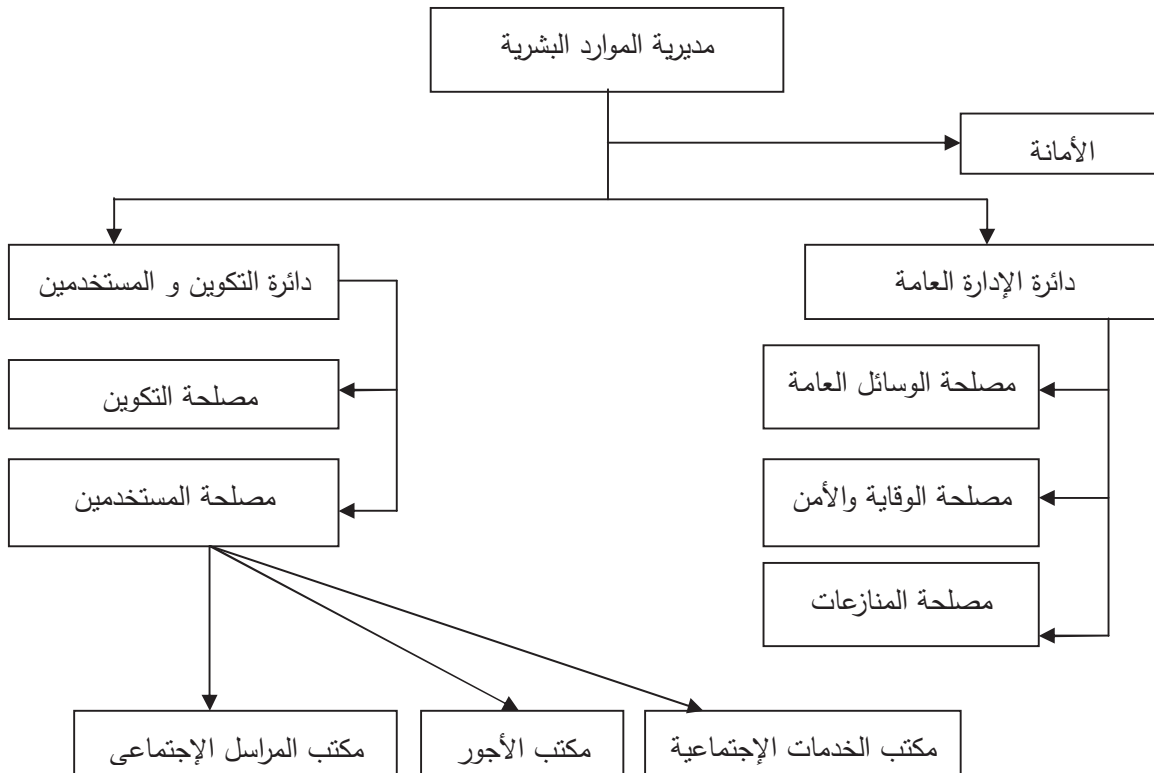 مديرية الموارد البشرية
الأمانة
دائرة الإدارة العامة
دائرة التكوين و المستخدمين
مصلحة الوسائل العامة
مصلحة التكوين
مصلحة الوقاية والأمن
مصلحة المستخدمين
مصلحة المنازعات
مكتب الخدمات الإجتماعية
مكتب الأجور
مكتب المراسل الإجتماعى